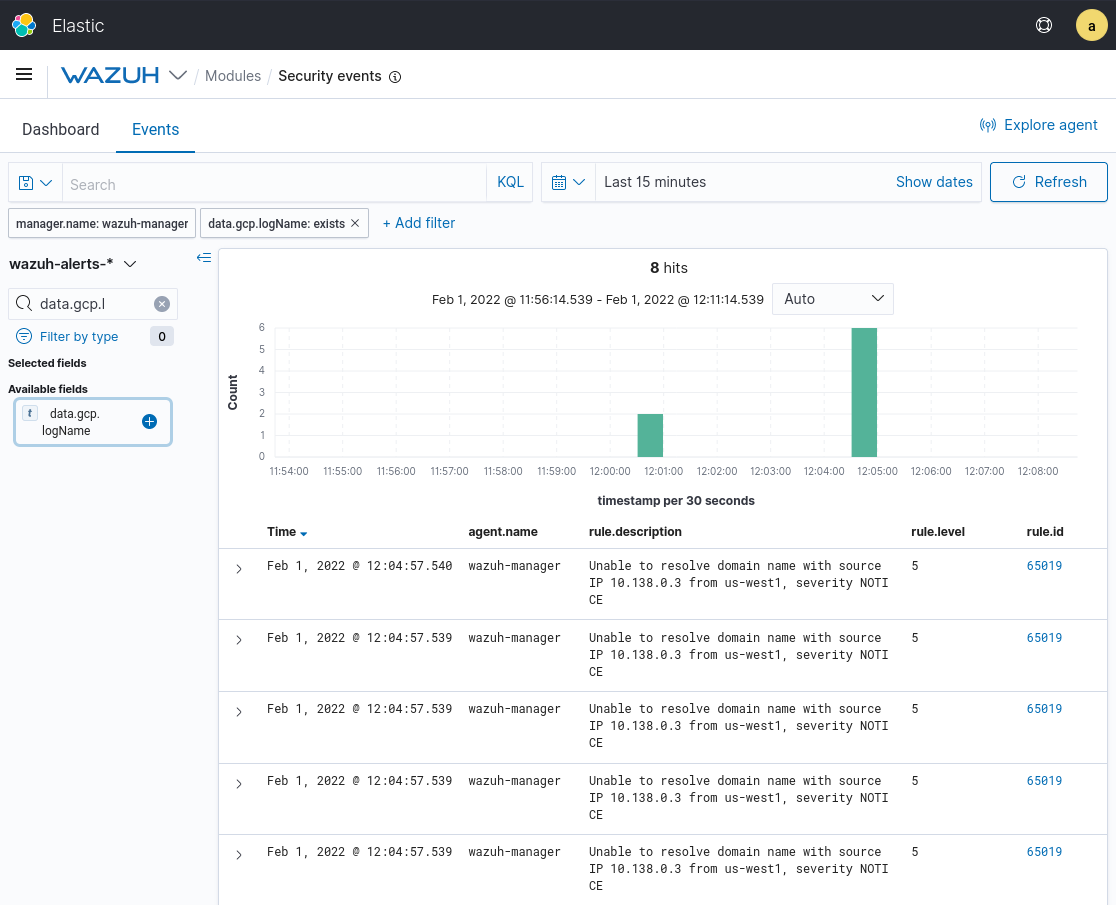 Elastic
a
WAZUH / Modules / Security events
Dashboard
Events
Explore agent
Search
KQL
Last 15 minutes
Show dates
Refresh
manager.name: wazuh-manager
data.gcp.logName: exists
+ Add filter
wazuh-alerts-*
data.gcp.l
Filter by type
0
Selected fields
Available fields
t data.gcp.
logName
8 hits
Feb 1, 2022 @ 11:56:14.539 - Feb 1, 2022 @ 12:11:14.539
Auto
Count
6
5
4
3
2
1
0
11:54:00 11:55:00 11:56:00 11:57:00 11:58:00 11:59:00 12:00:00 12:01:00 12:02:00 12:03:00 12:04:00 12:05:00 12:06:00 12:07:00 12:08:00
timestamp per 30 seconds
Time agent.name rule.description rule.level rule.id
Feb 1, 2022 @ 12:04:57.540 wazuh-manager Unable to resolve domain name with source 5 65019
IP 10.138.0.3 from us-west1, severity NOTI
CE
Feb 1, 2022 @ 12:04:57.539 wazuh-manager Unable to resolve domain name with source 5 65019
IP 10.138.0.3 from us-west1, severity NOTI
CE
Feb 1, 2022 @ 12:04:57.539 wazuh-manager Unable to resolve domain name with source 5 65019
IP 10.138.0.3 from us-west1, severity NOTI
CE
Feb 1, 2022 @ 12:04:57.539 wazuh-manager Unable to resolve domain name with source 5 65019
IP 10.138.0.3 from us-west1, severity NOTI
CE
Feb 1, 2022 @ 12:04:57.539 wazuh-manager Unable to resolve domain name with source 5 65019
IP 10.138.0.3 from us-west1, severity NOTI
CE